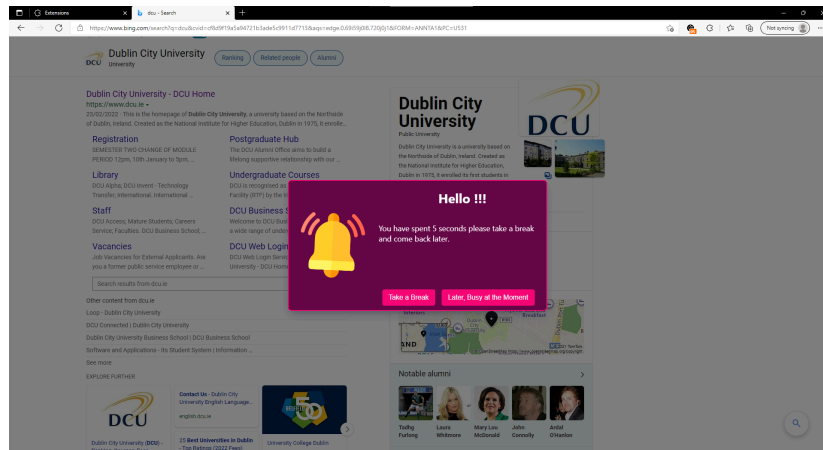 Extensions
dcu - Search
https://www.bing.com/search?q=dcu&cvid=
Not syncing
Dublin City University
University
Ranking
Related people
Alumni
Dublin City University - DCU Home
https://www.dcu.ie
23/02/2022 · This is the homepage of Dublin City University, a university based on the Northside
of Dublin, Ireland. Created as the National Institute for Higher Education, Dublin in 1975, it enrolle…
Registration
SEMESTER TWO CHANGE OF MODULE
PERIOD 12pm, 10th January to 5pm, …
Postgraduate Hub
The DCU Alumni Office aims to build a
lifelong supportive relationship with our …
Library
DCU Alpha; DCU Invent - Technology
Transfer; International. International …
Undergraduate Courses
DCU is recognised as
Facility (RTF) by the
Staff
DCU Access; Mature Students; Careers
Service; Faculties. DCU Business School; …
DCU Business S
Welcome to DCU Bus
a wide range of under
Vacancies
Job Vacancies for External Applicants. Are
you a former public service employee or …
DCU Web Login
DCU Web Login Servi
University - DCU Home
Search results from dcu.ie
Other content from dcu.ie
Loop - Dublin City University
DCU Connected | Dublin City University
Dublin City University Business School | DCU Business School
Software and Applications - Its Student System | Information …
See more
EXPLORE FURTHER
DCU
Dublin City University (DCU) -
Contact Us - Dublin City
University English Language…
english.dcu.ie
15 Best Universities in Dublin
- Top Ratings (2022 Fees)
University College Dublin
Dublin City
University
Public University
DCU
Dublin City University is a university based on
the Northside of Dublin, Ireland. Created as
the National Institute for Higher Education,
Dublin in 1975, it enrolled its first students in
Hello !!!
You have spent 5 seconds please take a break
and come back later.
Take a Break
Later, Busy at the Moment
Breakfast
Notable alumni
Tadhg
Furlong
Laura
Whitmore
Mary Lou
McDonald
John
Connolly
Ardal
O'Hanlon